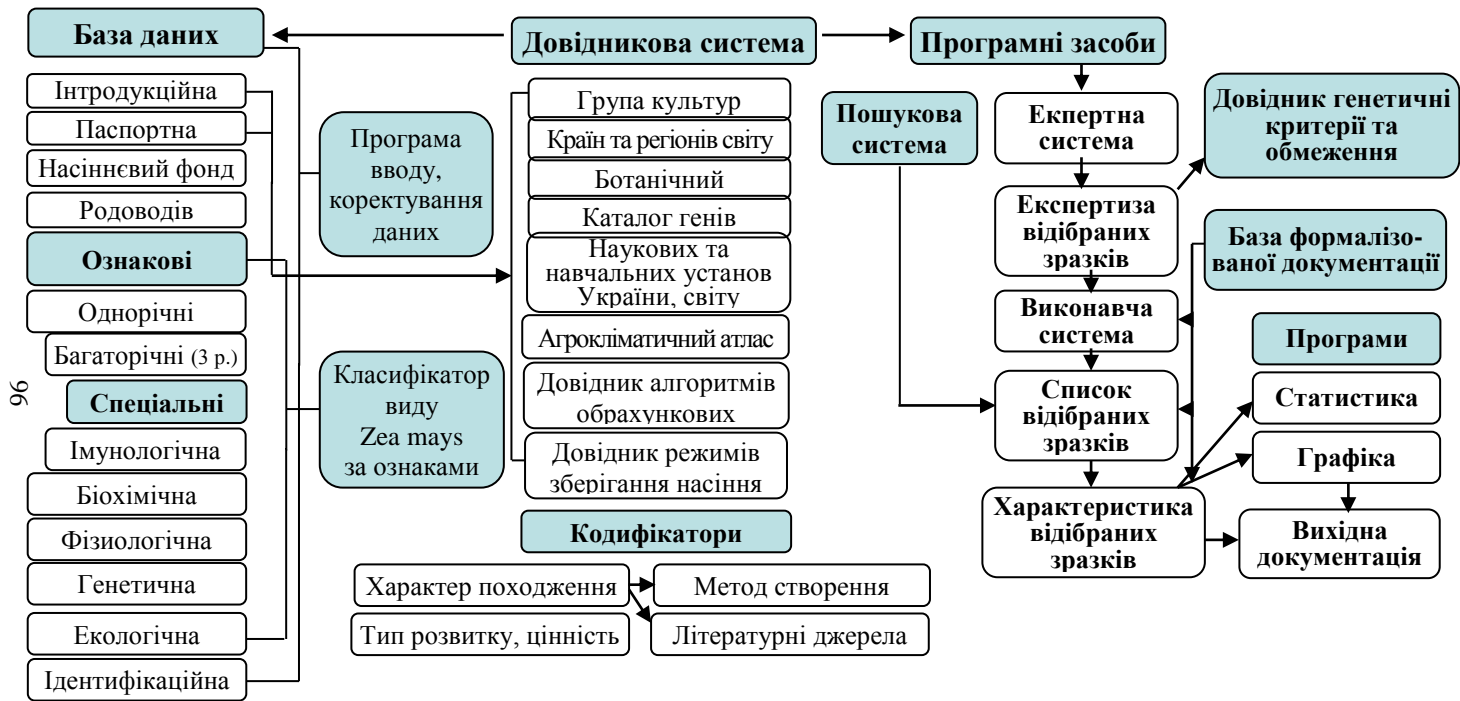 База даних
Інтродукційна
Паспортна
Насіннєвий фонд
Родоводів
Ознакові
Однорічні
Багаторічні (3 р.)
Спеціальні
Імунологічна
Біохімічна
Фізиологічна
Генетична
Екологічна
Ідентифікаційна
96
Програма
вводу,
коректування
даних
Класифікатор
виду
Zea mays
за ознаками
Довідникова система
Група культур
Країн та регіонів світу
Ботанічний
Каталог генів
Наукових та
навчальних установ
України, світу
Агрокліматичний атлас
Довідник алгоритмів
обрахункових
Довідник режимів
зберігання насіння
Кодифікатори
Характер походження
Метод створення
Тип розвитку, цінність
Літературні джерела
Програмні засоби
Пошукова
система
Екпертна
система
Експертиза
відібраних
зразків
Виконавча
система
Список
відібраних
зразків
Характеристика
відібраних
зразків
Довідник генетичні
критерії та
обмеження
База формалізо-
ваної документації
Програми
Статистика
Графіка
Вихідна
документація